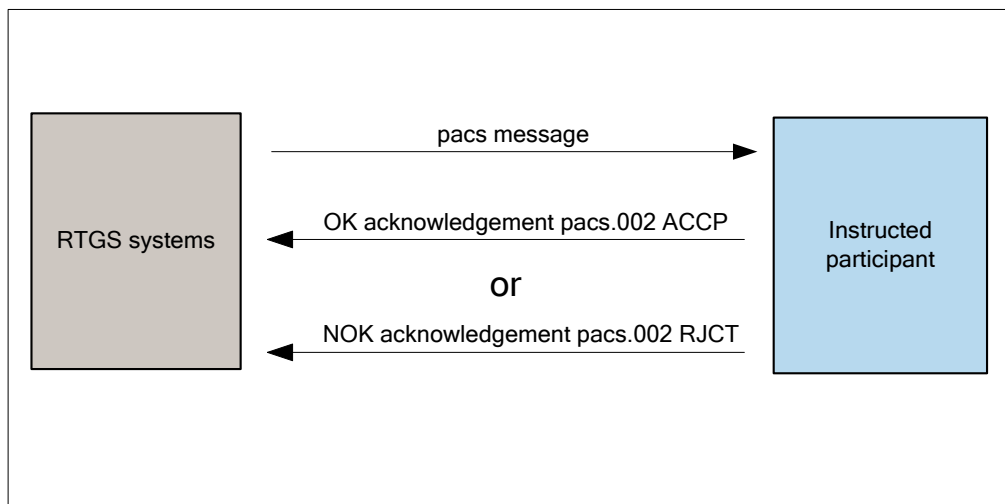 pacs message
RTGS systems
OK acknowledgement pacs.002 ACCP
Instructed
participant
or
NOK acknowledgement pacs.002 RJCT